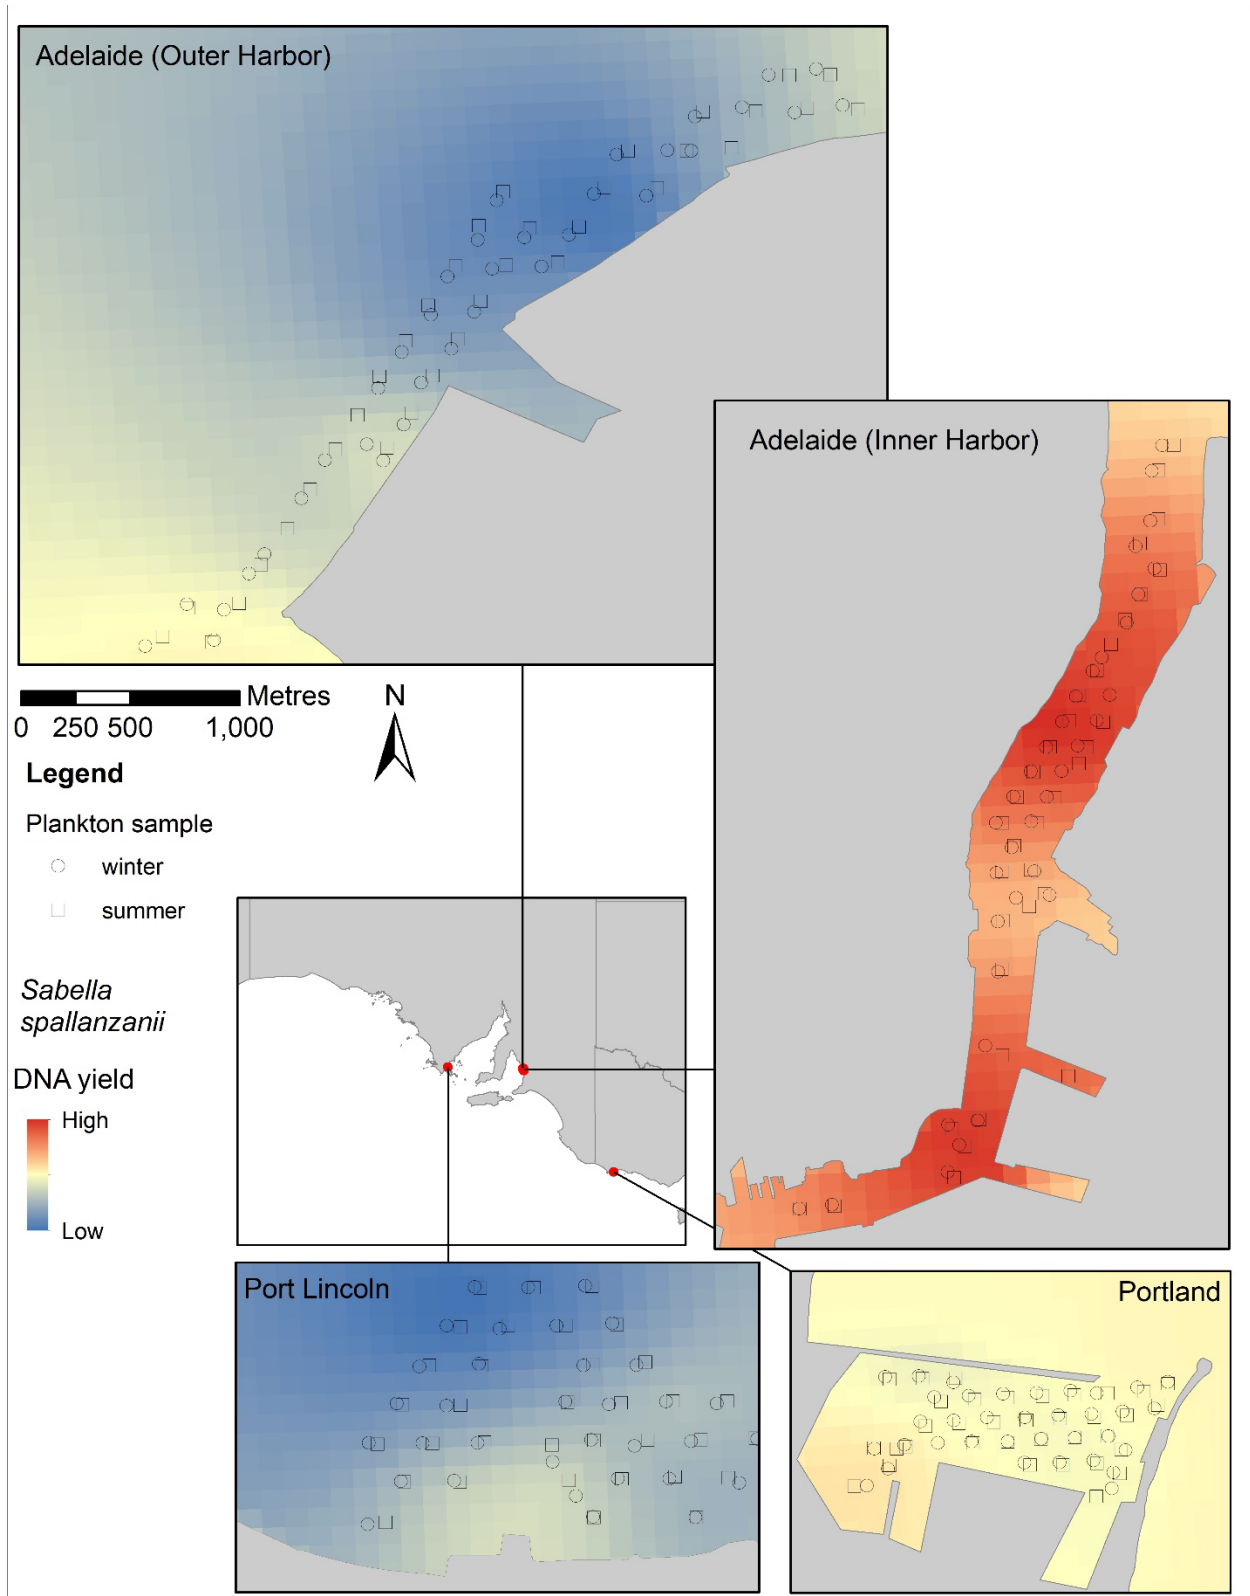 Adelaide (Outer Harbor)
Adelaide (Inner Harbor)
Metres
0 250 500 1,000
N
Legend
Plankton sample
winter
summer
Sabella
spallanzanii
DNA yield
High
Low
Port Lincoln
Portland